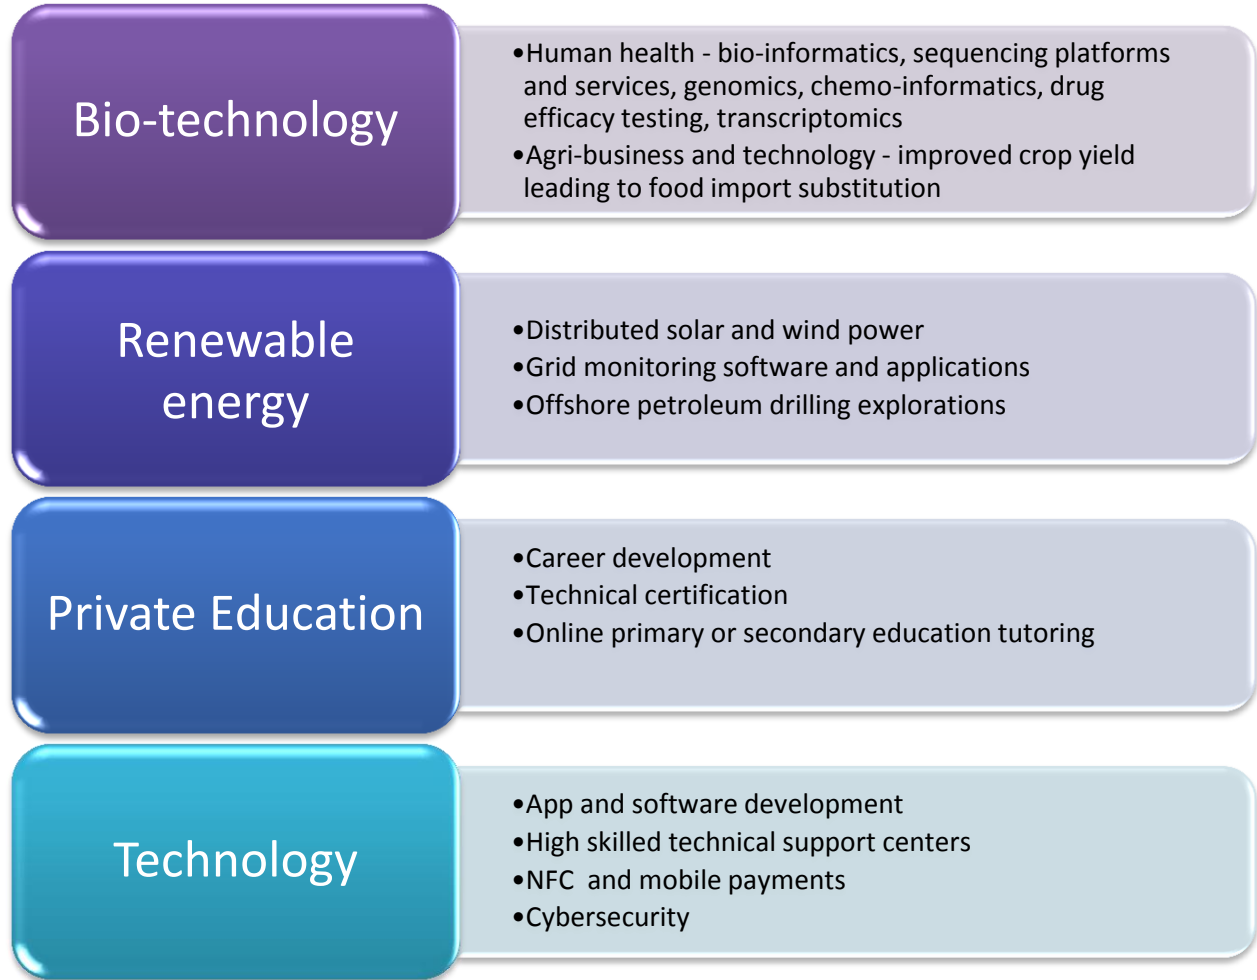 Bio-technology
•Human health - bio-informatics, sequencing platforms
and services, genomics, chemo-informatics, drug
efficacy testing, transcriptomics
•Agri-business and technology - improved crop yield
leading to food import substitution
Renewable
energy
•Distributed solar and wind power
•Grid monitoring software and applications
•Offshore petroleum drilling explorations
Private Education
•Career development
•Technical certification
•Online primary or secondary education tutoring
Technology
•App and software development
•High skilled technical support centers
•NFC  and mobile payments
•Cybersecurity